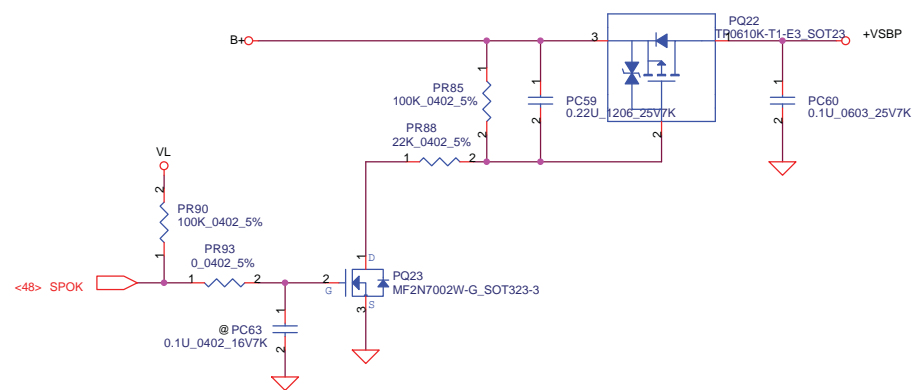 B+
3
PQ22
TP0610K-T1-E3_SOT23
1
+VSBP
2
1
PR85
100K_0402_5%
2
1
PC59
0.22U_1206_25V7K
2
1
PC60
0.1U_0603_25V7K
2
PR88
22K_0402_5%
1
2
VL
2
PR90
100K_0402_5%
1
PR93
0_0402_5%
<48> SPOK
1
2
2
G
1
D
PQ23
MF2N7002W-G_SOT323-3
S
3
1
@ PC63
0.1U_0402_16V7K
2